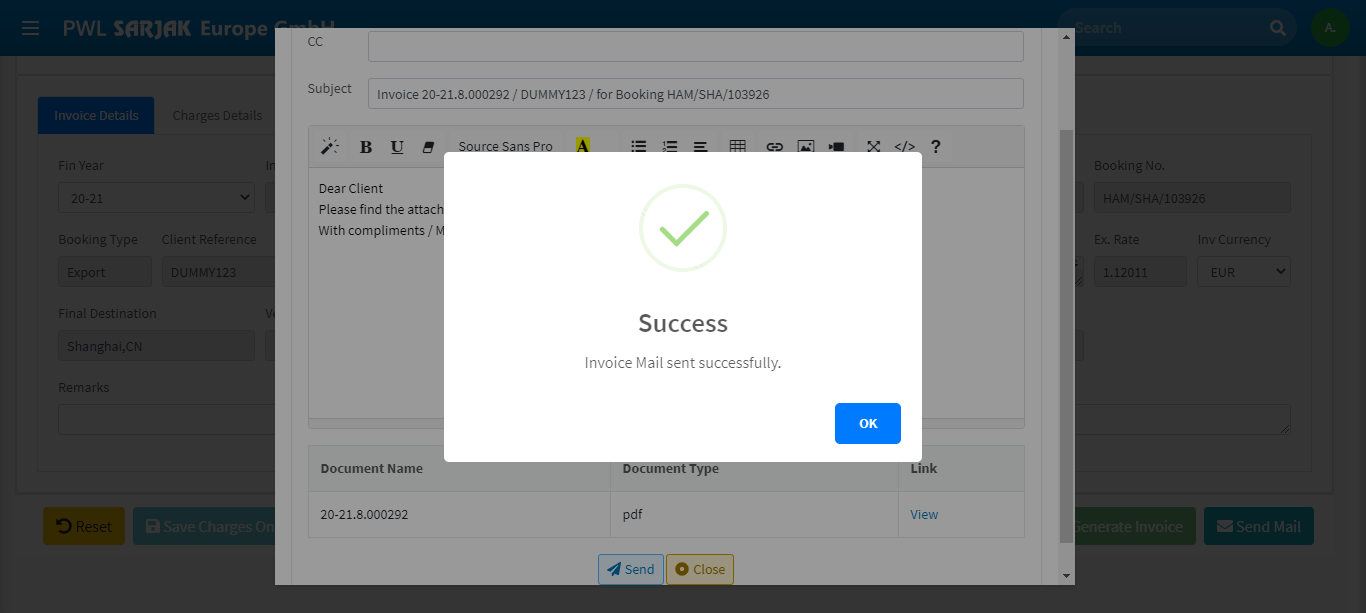 PWL SARJAK Europe GmbH
Search
A.
CC
Subject
Invoice 20-21.8.000292 / DUMMY123 / for Booking HAM/SHA/103926
Invoice Details
Charges Details
B U Source Sans Pro A </> ?
Fin Year
Booking No.
20-21
HAM/SHA/103926
Dear Client
Please find the attach
With compliments / M
Booking Type
Client Reference
Ex. Rate
Inv Currency
Export
DUMMY123
1.12011
EUR
Final Destination
Shanghai,CN
Remarks
Success
Invoice Mail sent successfully.
OK
Document Name
Document Type
Link
20-21.8.000292
pdf
View
Reset
Save Charges On
Generate Invoice
Send Mail
Send
Close